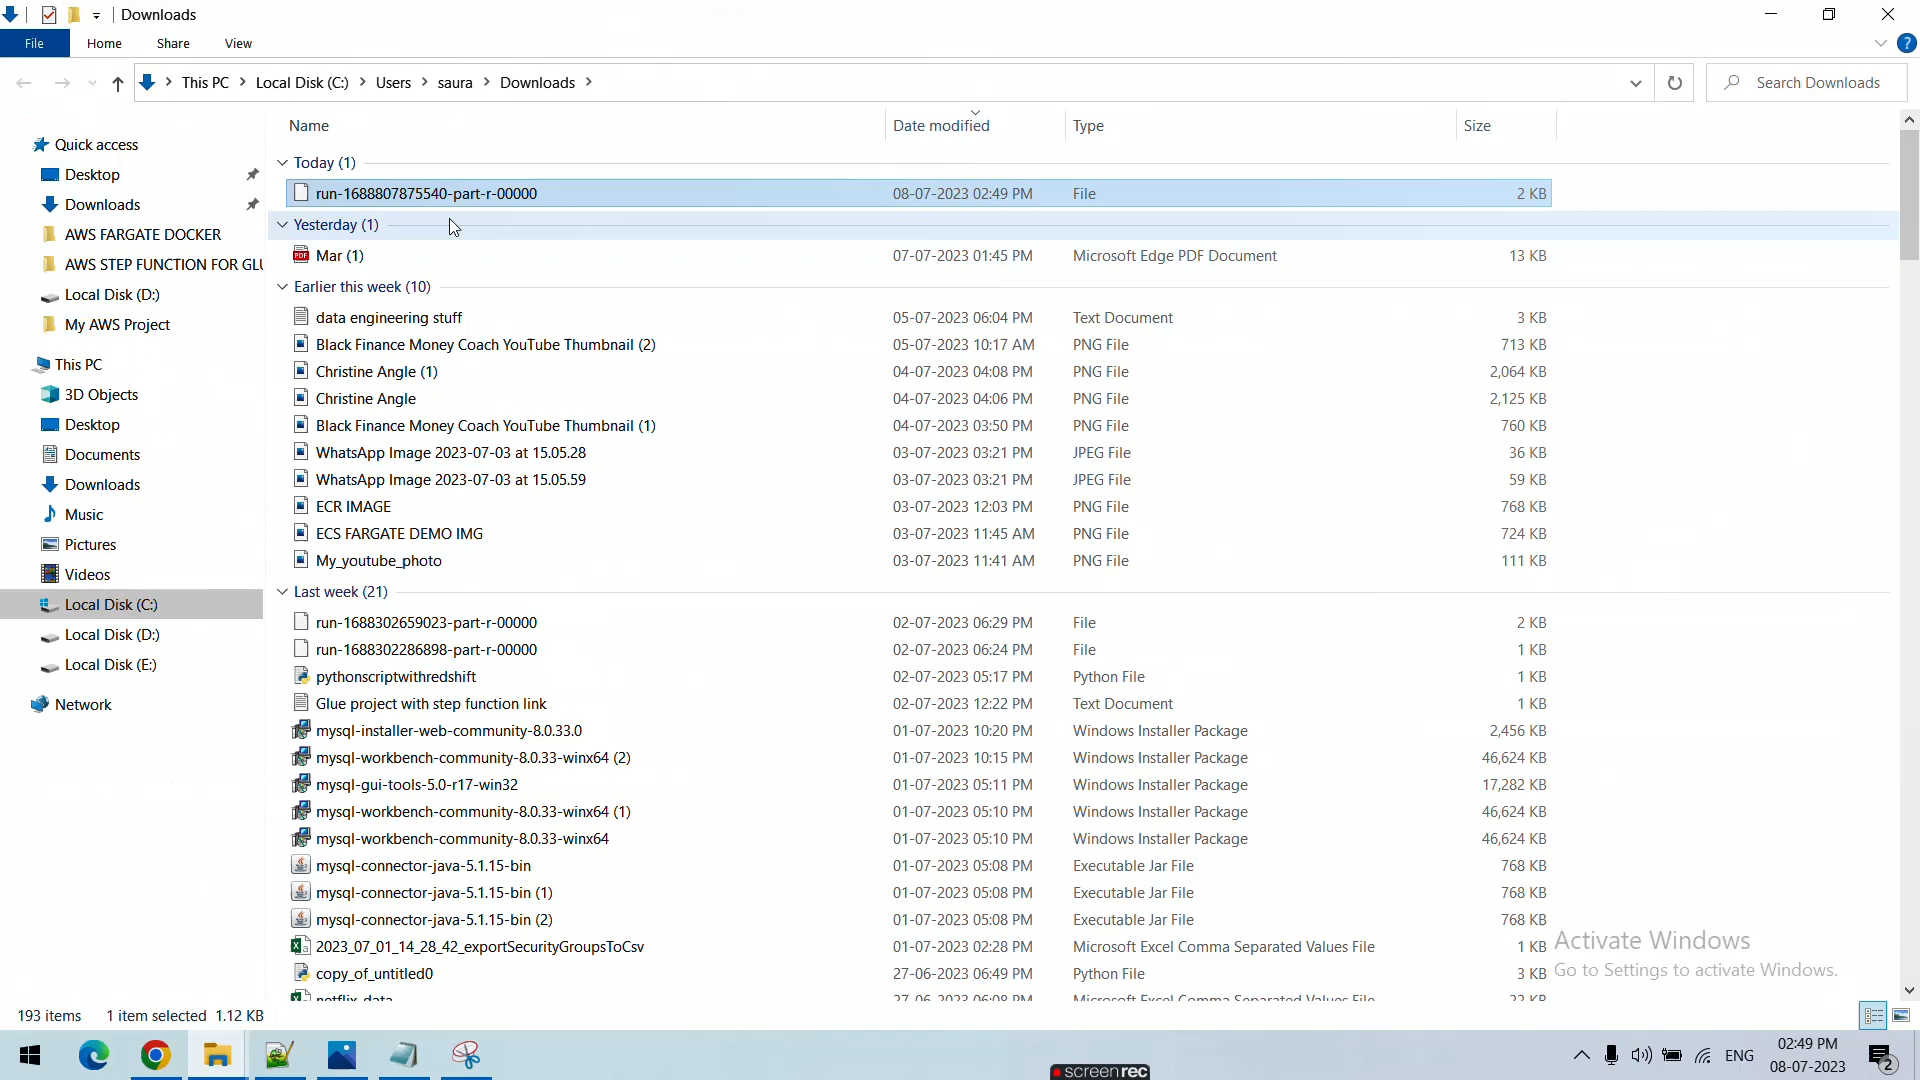 Downloads
File Home Share View
This PC Local Disk (C:) Users saura Downloads Search Downloads
Name Date modified Type Size
Quick access
Desktop
Downloads
AWS FARGATE DOCKER
AWS STEP FUNCTION FOR GLU
Local Disk (D:)
My AWS Project
This PC
3D Objects
Desktop
Documents
Downloads
Music
Pictures
Videos
Local Disk (C:)
Local Disk (D:)
Local Disk (E:)
Network
Today (1)
run-1688807875540-part-r-00000 08-07-2023 02:49 PM File 2 KB
Yesterday (1)
Mar (1) 07-07-2023 01:45 PM Microsoft Edge PDF Document 13 KB
Earlier this week (10)
data engineering stuff 05-07-2023 06:04 PM Text Document 3 KB
Black Finance Money Coach YouTube Thumbnail (2) 05-07-2023 10:17 AM PNG File 713 KB
Christine Angle (1) 04-07-2023 04:08 PM PNG File 2,064 KB
Christine Angle 04-07-2023 04:06 PM PNG File 2,125 KB
Black Finance Money Coach YouTube Thumbnail (1) 04-07-2023 03:50 PM PNG File 760 KB
WhatsApp Image 2023-07-03 at 15.05.28 03-07-2023 03:21 PM JPEG File 36 KB
WhatsApp Image 2023-07-03 at 15.05.59 03-07-2023 03:21 PM JPEG File 59 KB
ECR IMAGE 03-07-2023 12:03 PM PNG File 768 KB
ECS FARGATE DEMO IMG 03-07-2023 11:45 AM PNG File 724 KB
My_youtube_photo 03-07-2023 11:41 AM PNG File 111 KB
Last week (21)
run-1688302659023-part-r-00000 02-07-2023 06:29 PM File 2 KB
run-1688302286898-part-r-00000 02-07-2023 06:24 PM File 1 KB
pythonscriptwithredshift 02-07-2023 05:17 PM Python File 1 KB
Glue project with step function link 02-07-2023 12:22 PM Text Document 1 KB
mysql-installer-web-community-8.0.33.0 01-07-2023 10:20 PM Windows Installer Package 2,456 KB
mysql-workbench-community-8.0.33-winx64 (2) 01-07-2023 10:15 PM Windows Installer Package 46,624 KB
mysql-gui-tools-5.0-r17-win32 01-07-2023 05:11 PM Windows Installer Package 17,282 KB
mysql-workbench-community-8.0.33-winx64 (1) 01-07-2023 05:10 PM Windows Installer Package 46,624 KB
mysql-workbench-community-8.0.33-winx64 01-07-2023 05:10 PM Windows Installer Package 46,624 KB
mysql-connector-java-5.1.15-bin 01-07-2023 05:08 PM Executable Jar File 768 KB
mysql-connector-java-5.1.15-bin (1) 01-07-2023 05:08 PM Executable Jar File 768 KB
mysql-connector-java-5.1.15-bin (2) 01-07-2023 05:08 PM Executable Jar File 768 KB
2023_07_01_14_28_42_exportSecurityGroupsToCsv 01-07-2023 02:28 PM Microsoft Excel Comma Separated Values File 1 KB
copy_of_untitled0 27-06-2023 06:49 PM Python File 3 KB
netflix_data 27-06-2023 06:08 PM Microsoft Excel Comma Separated Values File 22 KB
Activate Windows
Go to Settings to activate Windows.
193 items 1 item selected 1.12 KB
screenrec
ENG
02:49 PM
08-07-2023
2